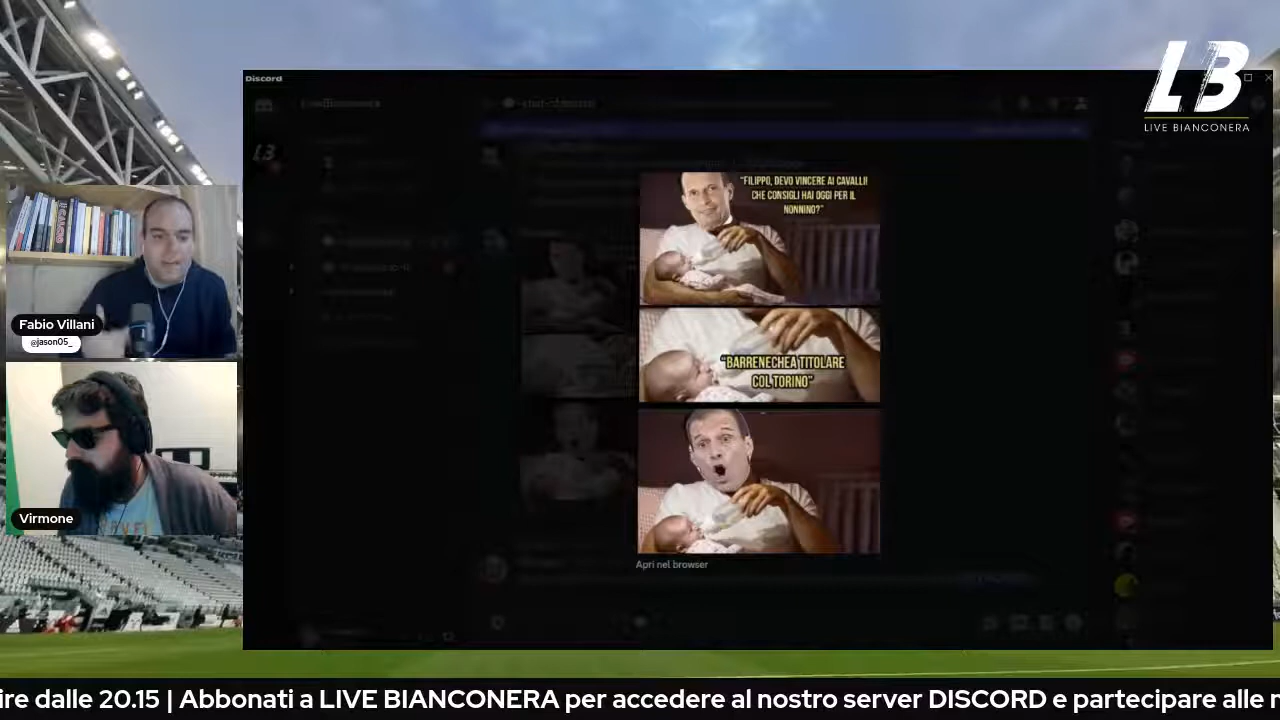 LB
LIVE BIANCONERA
Discord
LB
"FILIPPO, DEVO VINCERE AI CAVALLI!
CHE CONSIGLI HAI OGGI PER IL
NONNINO?"
"BARRENECHEA TITOLARE
COL TORINO"
Apri nel browser
Fabio Villani
@jason05_
Virmone
ire dalle 20.15 | Abbonati a LIVE BIANCONERA per accedere al nostro server DISCORD e partecipare alle